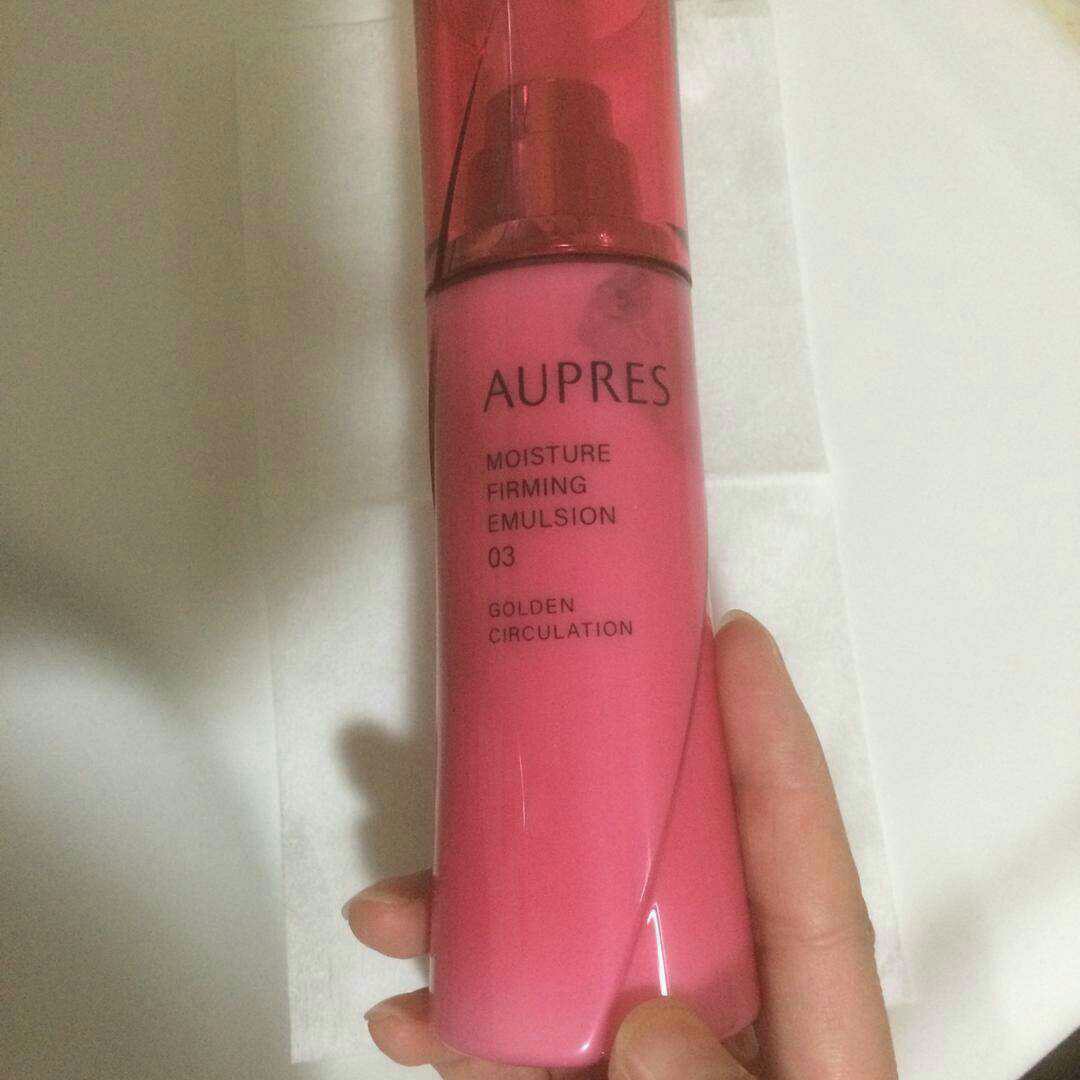 AUPRES
MOISTURE
FIRMING
EMULSION
03
GOLDEN
CIRCULATION